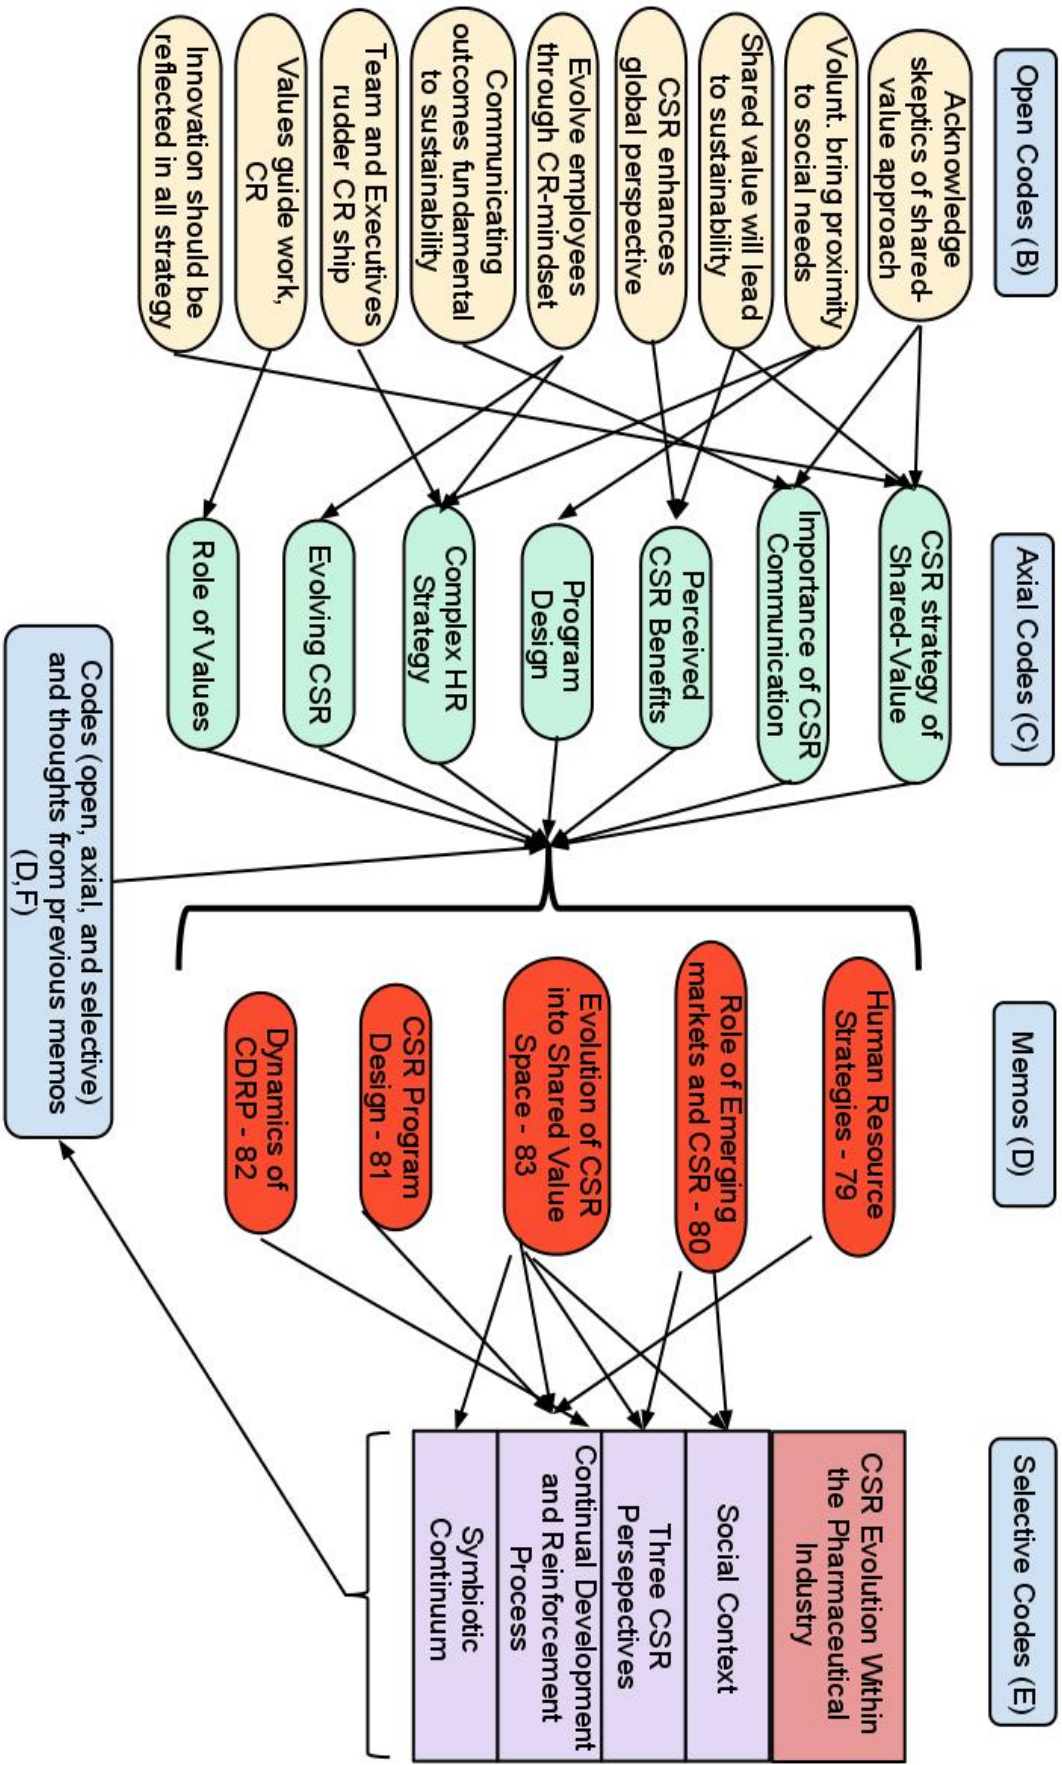 Open Codes (B)
Acknowledge
skeptics of shared-
value approach
Volunt. bring proximity
to social needs
Shared value will lead
to sustainability
CSR enhances
global perspective
Evolve employees
through CR-mindset
Communicating
outcomes fundamental
to sustainability
Team and Executives
rudder CR ship
Values guide work,
CR
Innovation should be
reflected in all strategy
Axial Codes (C)
CSR strategy of
Shared-Value
Importance of CSR
Communication
Perceived
CSR Benefits
Program
Design
Complex HR
Strategy
Evolving CSR
Role of Values
Codes (open, axial, and selective)
and thoughts from previous memos
(D,F)
Memos (D)
Human Resource
Strategies - 79
Role of Emerging
markets and CSR - 80
Evolution of CSR
into Shared Value
Space - 83
CSR Program
Design - 81
Dynamics of
CDRP - 82
Selective Codes (E)
CSR Evolution Within
the Pharmaceutical
Industry
Social Context
Three CSR
Persepectives
Continual Development
and Reinforcement
Process
Symbiotic
Continuum